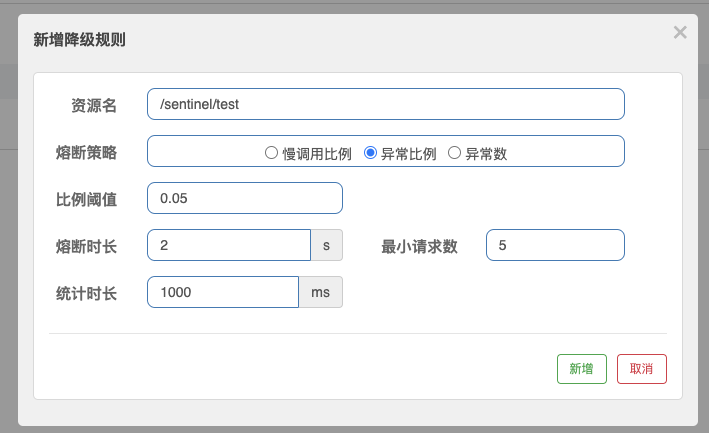 新增降级规则
×
资源名 /sentinel/test
熔断策略 慢调用比例 异常比例 异常数
比例阈值 0.05
熔断时长 2 s 最小请求数 5
统计时长 1000 ms
新增 取消